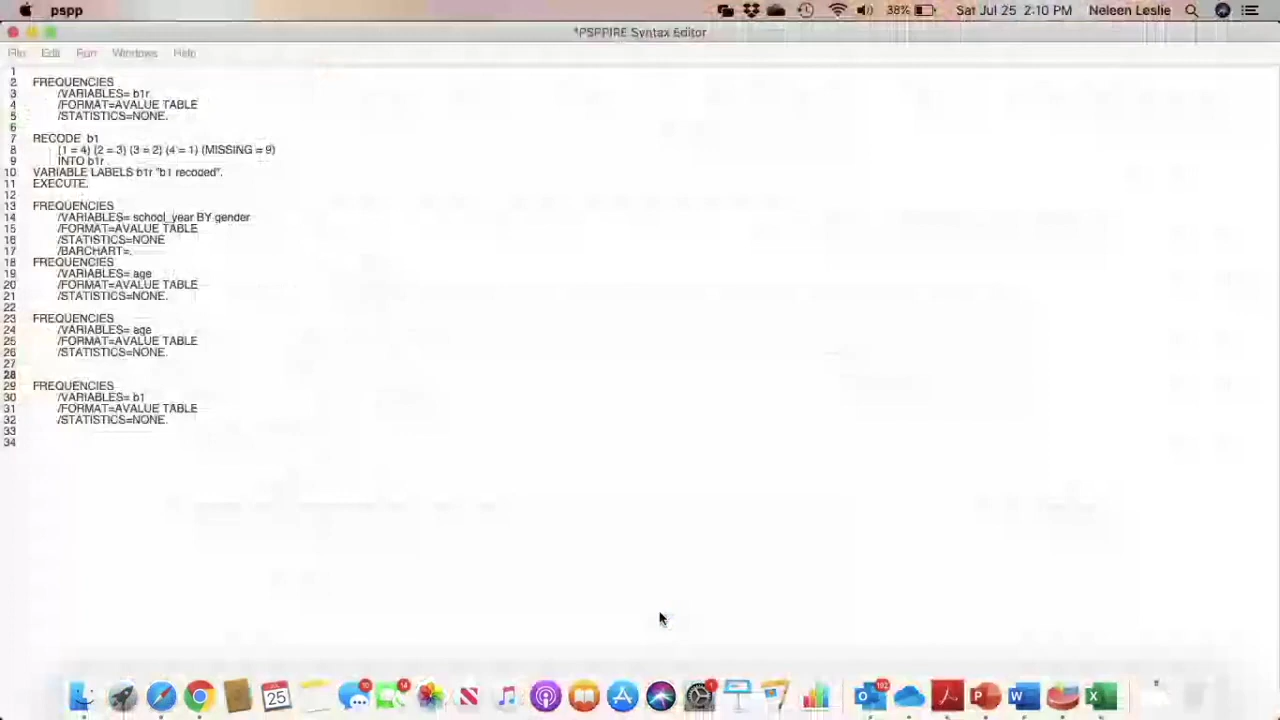 pspp
38%
Sat Jul 25 2:10 PM
Neleen Leslie
*PSPPIRE Syntax Editor
File Edit Run Windows Help
1
2 FREQUENCIES
3 /VARIABLES= b1r
4 /FORMAT=AVALUE TABLE
5 /STATISTICS=NONE.
6
7 RECODE b1
8 (1 = 4) (2 = 3) (3 = 2) (4 = 1) (MISSING = 9)
9 INTO b1r .
10 VARIABLE LABELS b1r "b1 recoded".
11 EXECUTE.
12
13 FREQUENCIES
14 /VARIABLES= school_year BY gender
15 /FORMAT=AVALUE TABLE
16 /STATISTICS=NONE
17 /BARCHART=.
18 FREQUENCIES
19 /VARIABLES= age
20 /FORMAT=AVALUE TABLE
21 /STATISTICS=NONE.
22
23 FREQUENCIES
24 /VARIABLES= age
25 /FORMAT=AVALUE TABLE
26 /STATISTICS=NONE.
27
28
29 FREQUENCIES
30 /VARIABLES= b1
31 /FORMAT=AVALUE TABLE
32 /STATISTICS=NONE.
33
34
25